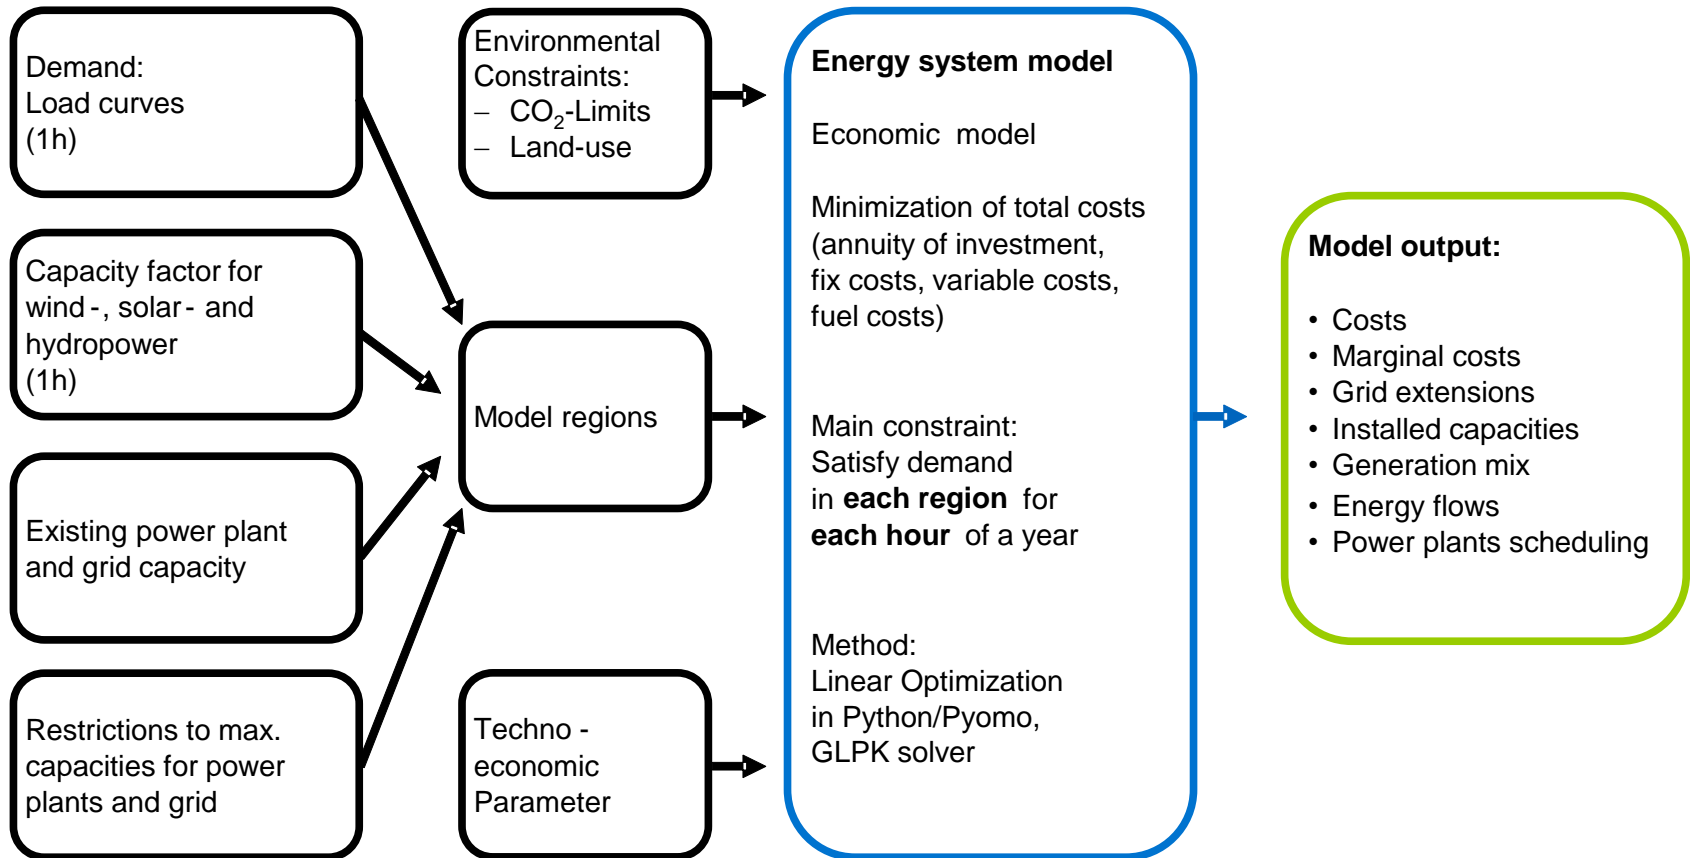 Demand:
Load curves
(1h)
Capacity factor for
wind-, solar- and
hydropower
(1h)
Existing power plant
and grid capacity
Restrictions to max.
capacities for power
plants and grid
Environmental
Constraints:
– CO₂-Limits
– Land-use
Model regions
Techno -
economic
Parameter
Energy system model
Economic model
Minimization of total costs
(annuity of investment,
fix costs, variable costs,
fuel costs)
Main constraint:
Satisfy demand
in each region for
each hour of a year
Method:
Linear Optimization
in Python/Pyomo,
GLPK solver
Model output:
• Costs
• Marginal costs
• Grid extensions
• Installed capacities
• Generation mix
• Energy flows
• Power plants scheduling